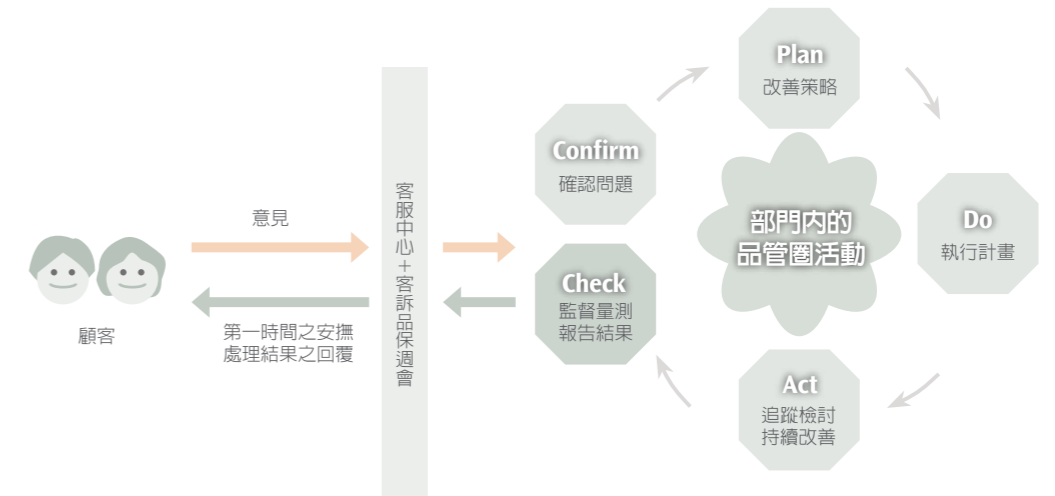 顧客
意見
第一時間之安撫
處理結果之回覆
客服中心＋客訴品保週會
Confirm
確認問題
Check
監督量測
報告結果
Plan
改善策略
部門內的
品管圈活動
Do
執行計畫
Act
追蹤檢討
持續改善